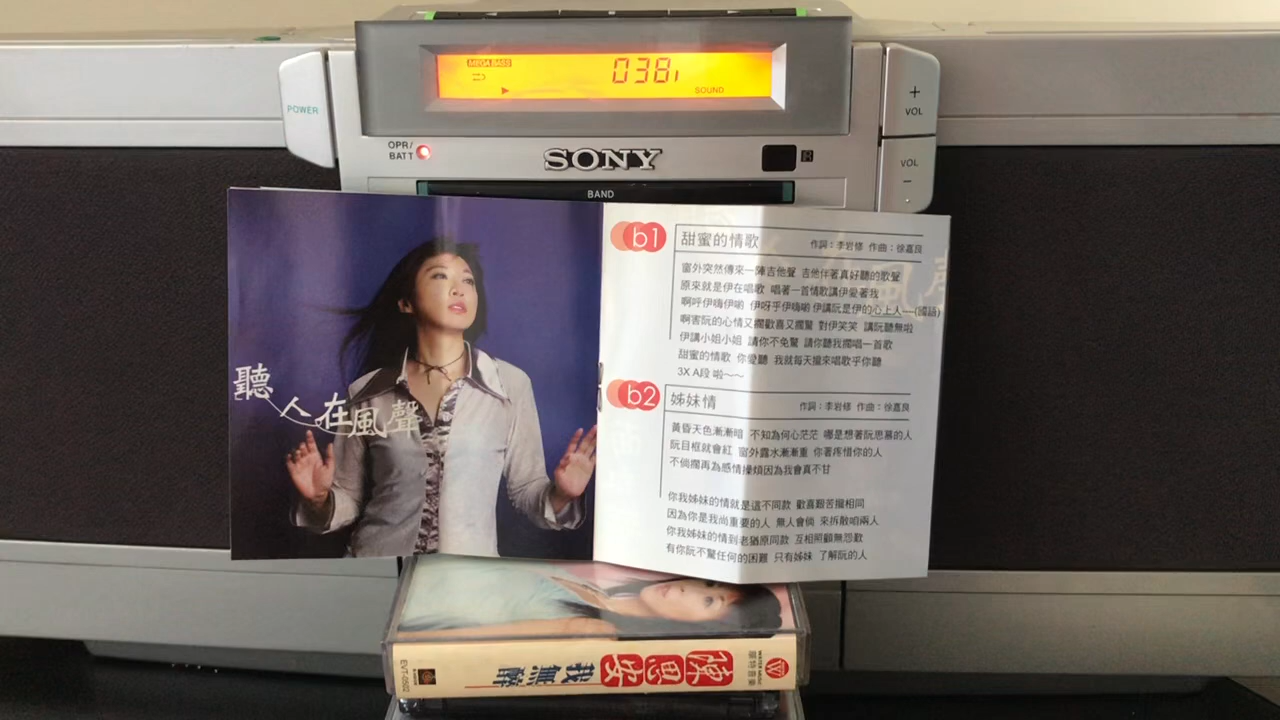 MEGA BASS
038
SOUND
POWER
+
VOL
OPR/
BATT
SONY
VOL
-
BAND
聽人在風聲
b1 甜蜜的情歌 作詞：李岩修 作曲：徐嘉良
窗外突然傳來一陣吉他聲 吉他伴著真好聽的歌聲
原來就是伊在唱歌 唱著一首情歌講伊愛著我
啊呼伊嗨伊喲 伊呀乎伊嗨喲 伊講阮是伊的心上人—(國語)
啊害阮的心情又擱歡喜又擱驚 對伊笑笑 講阮聽無啦
伊講小姐小姐 請你不免驚 請你聽我擱唱一首歌
甜蜜的情歌 你愛聽 我就每天擱來唱歌乎你聽
3X A段 啦～～
b2 姊妹情 作詞：李岩修 作曲：徐嘉良
黃昏天色漸漸暗 不知為何心茫茫 哪是想著阮思慕的人
阮目框就會紅 窗外露水漸漸重 你著疼惜你的人
不倘擱再為感情操煩因為我會真不甘
你我姊妹的情就是這不同款 歡喜艱苦攏相同
因為你是我尚重要的人 無人會倘 來拆散咱兩人
你我姊妹的情到老猶原同款 互相照顧無怨歎
有你阮不驚任何的困難 只有姊妹 了解阮的人
EVT-0502
我無醉
陳思安